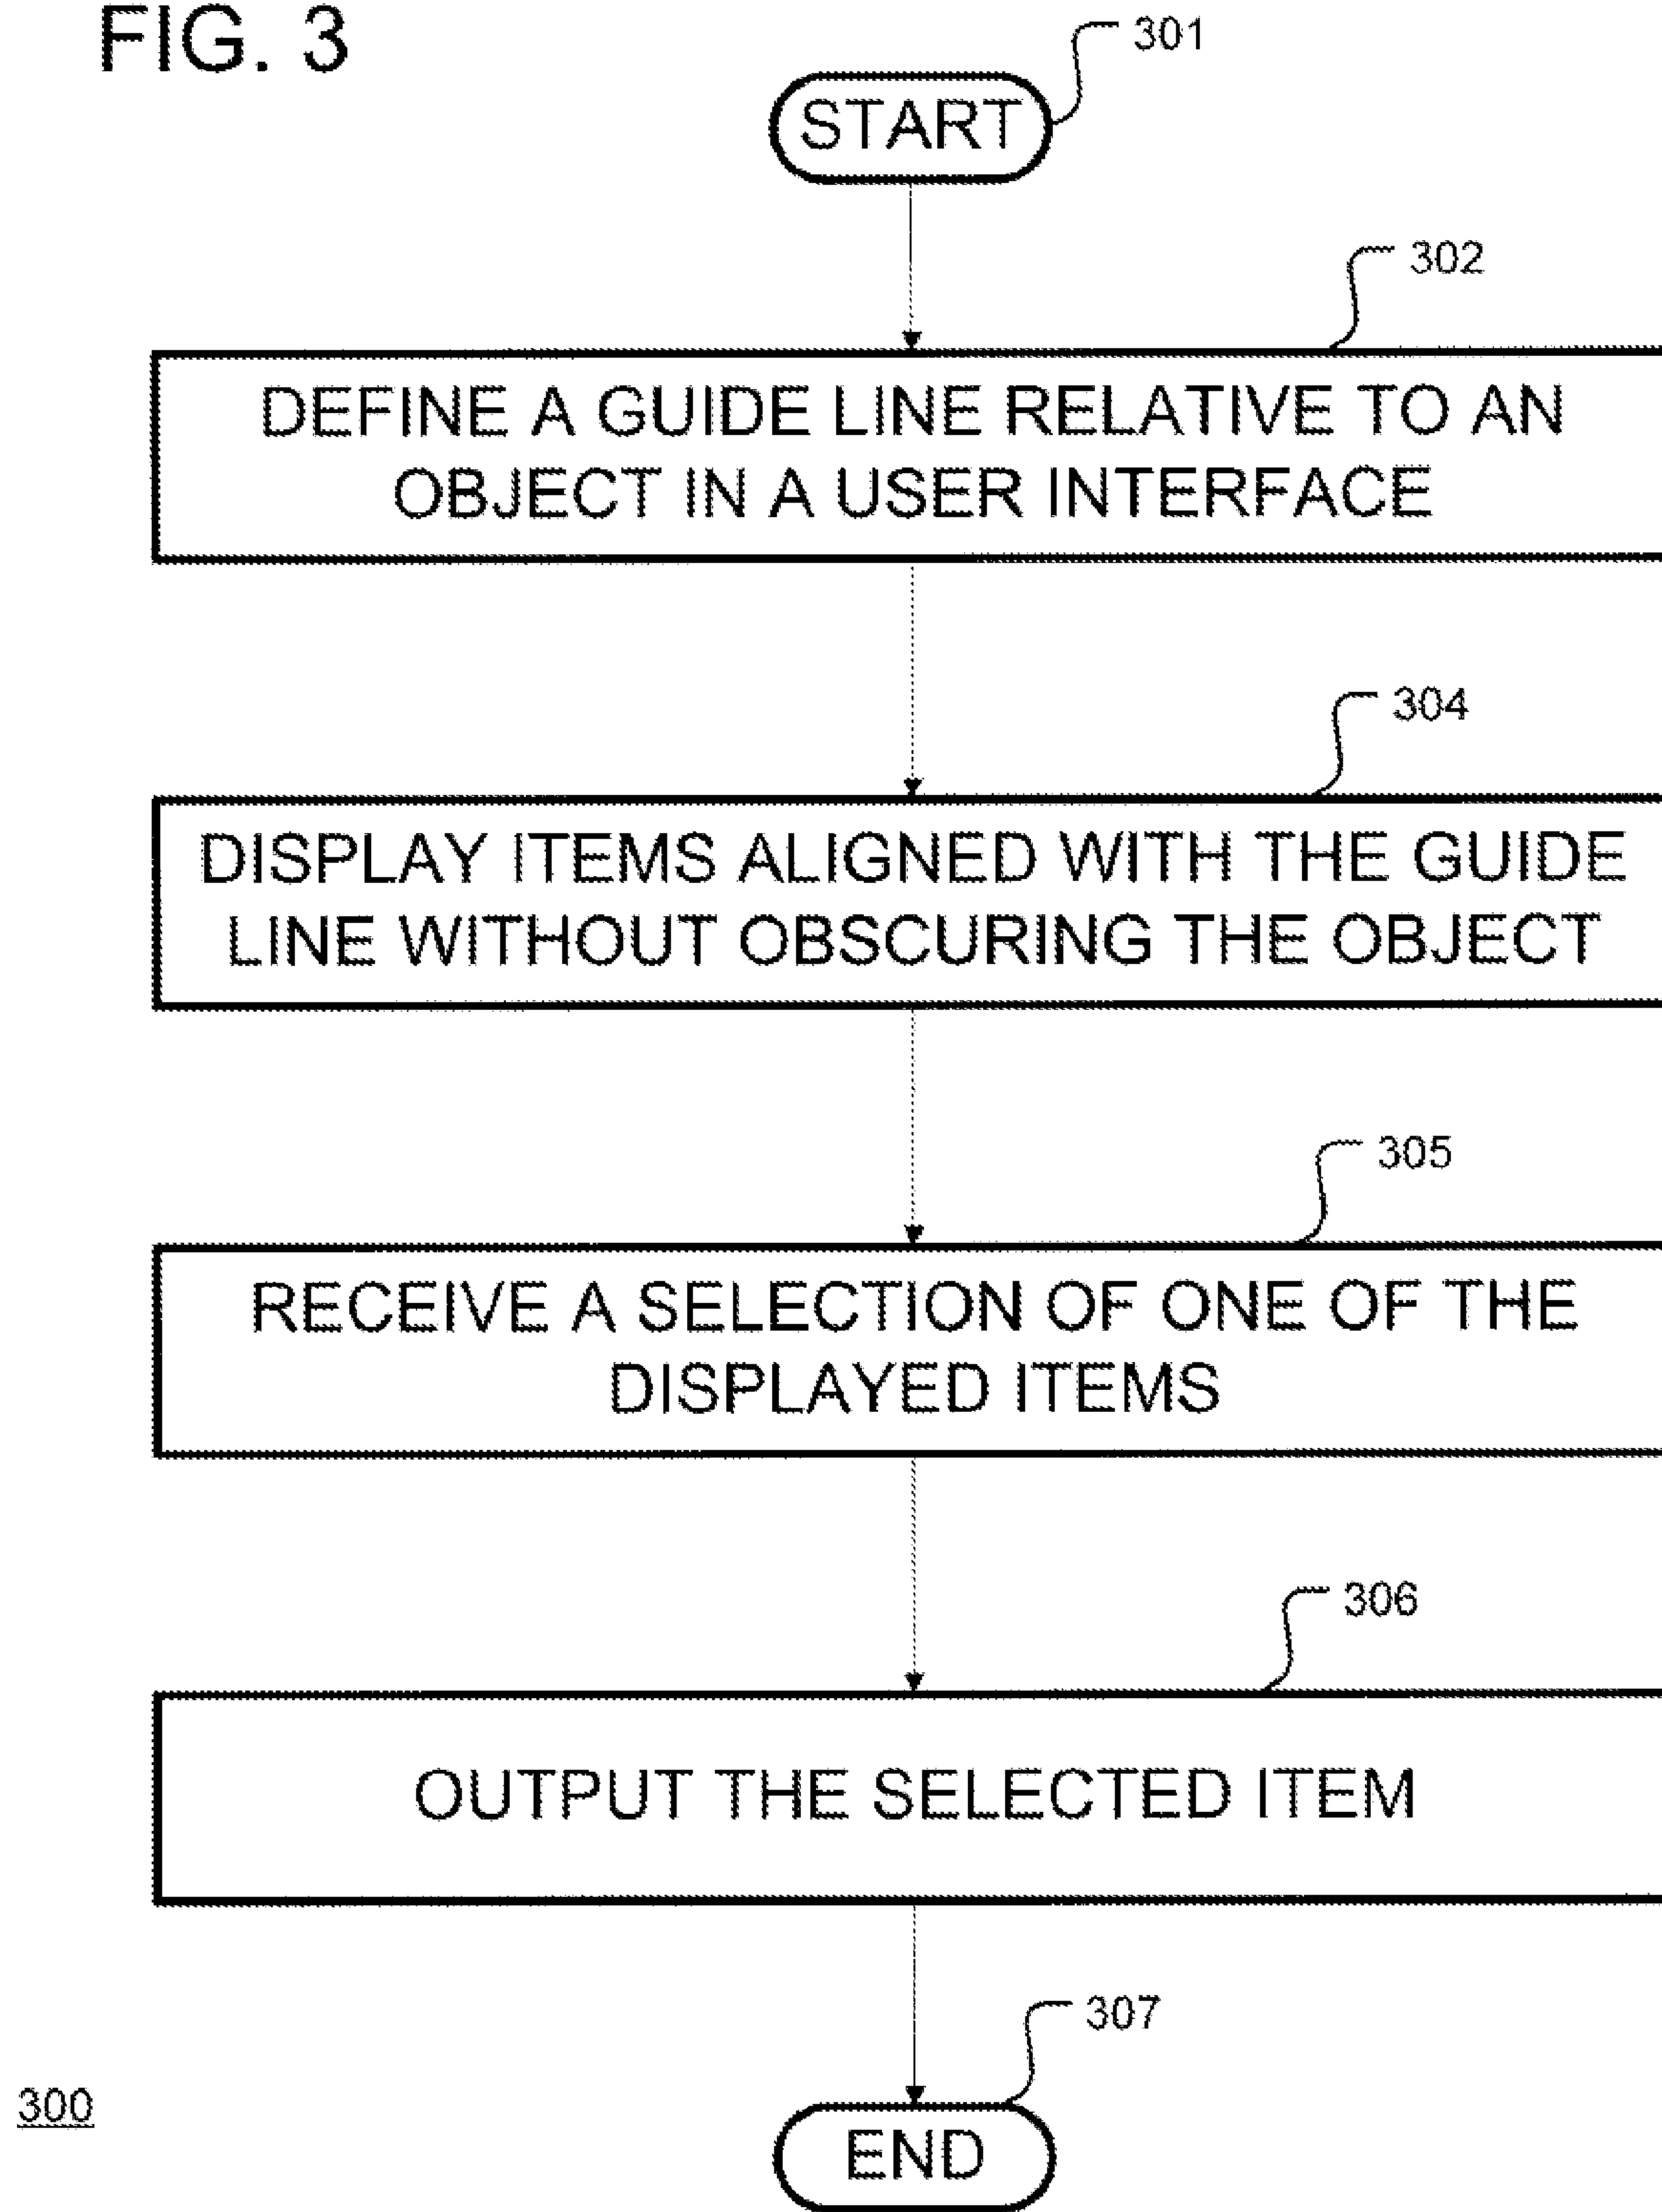 FIG. 3
301
START
302
DEFINE A GUIDE LINE RELATIVE TO AN
OBJECT IN A USER INTERFACE
304
DISPLAY ITEMS ALIGNED WITH THE GUIDE
LINE WITHOUT OBSCURING THE OBJECT
305
RECEIVE A SELECTION OF ONE OF THE
DISPLAYED ITEMS
306
OUTPUT THE SELECTED ITEM
307
300
END